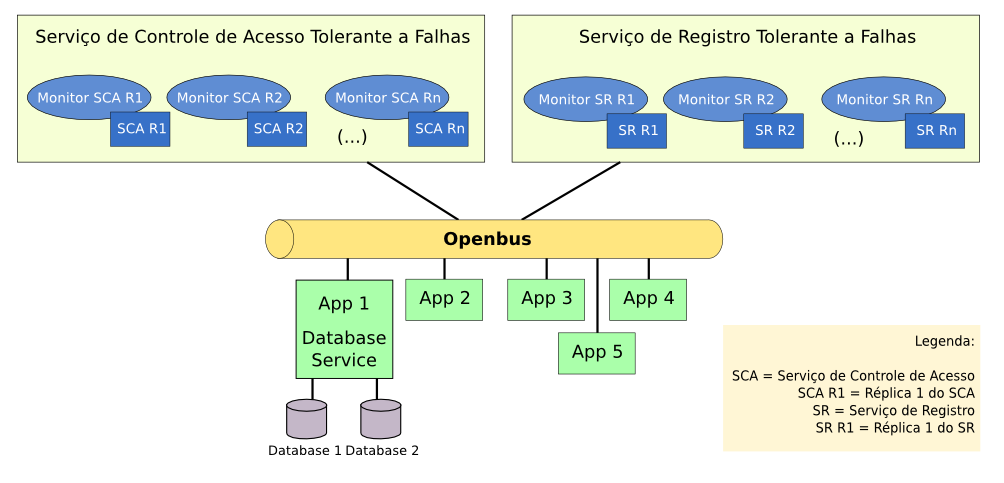 Serviço de Controle de Acesso Tolerante a Falhas
Monitor SCA R1
Monitor SCA R2
Monitor SCA Rn
SCA R1
SCA R2
(...)
SCA Rn
Serviço de Registro Tolerante a Falhas
Monitor SR R1
Monitor SR R2
Monitor SR Rn
SR R1
SR R2
(...)
SR Rn
Openbus
App 1
Database
Service
App 2
App 3
App 4
App 5
Database 1
Database 2
Legenda:
SCA = Serviço de Controle de Acesso
SCA R1 = Réplica 1 do SCA
SR = Serviço de Registro
SR R1 = Réplica 1 do SR